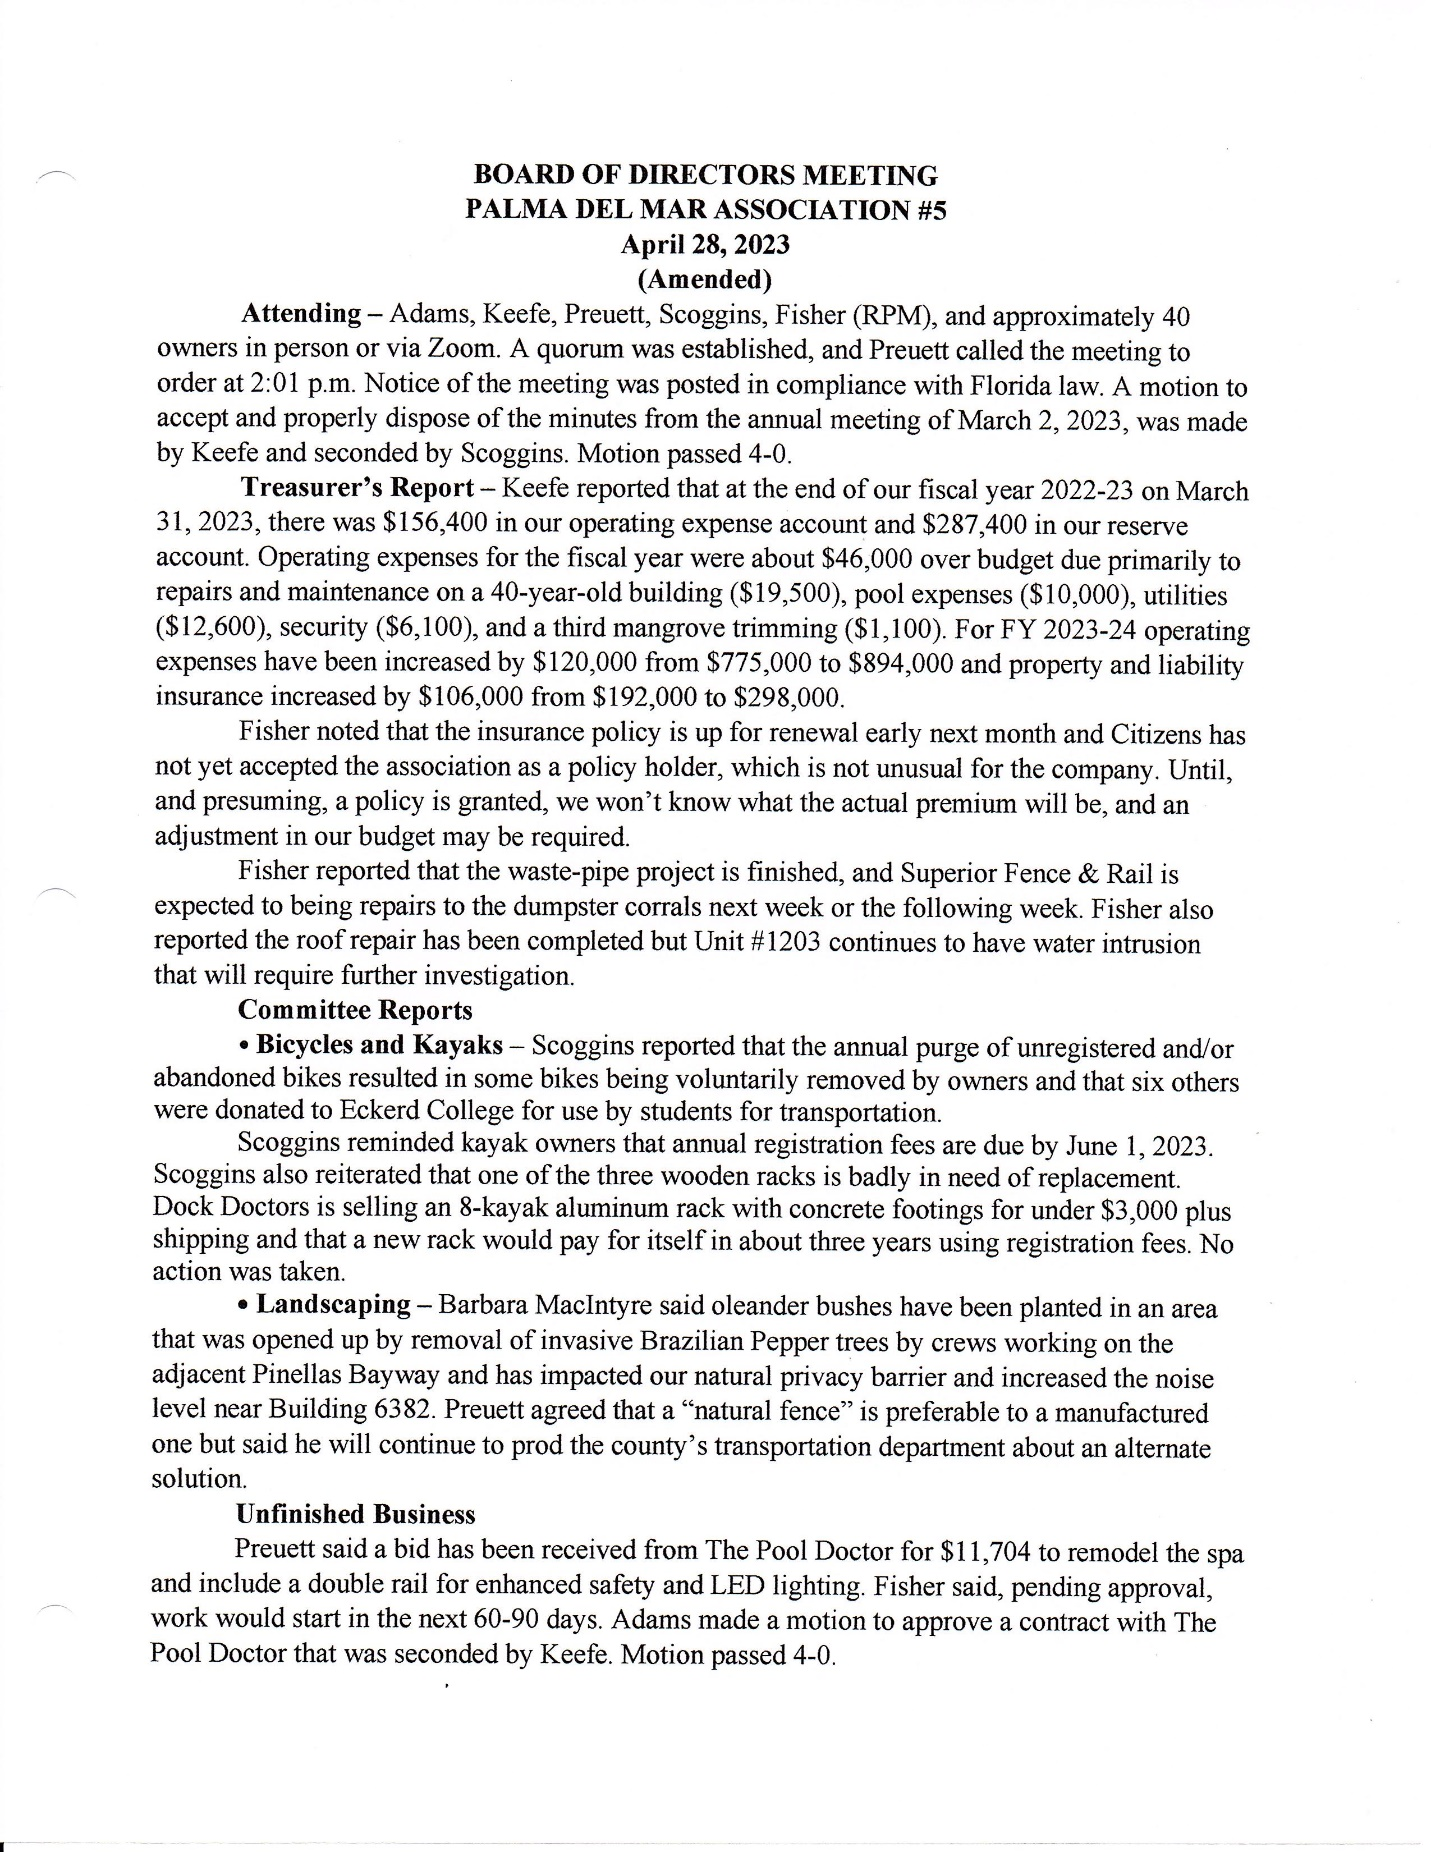 BOARD OF DIRECTORS MEETING
PALMA DEL MAR ASSOCIATION #5
April 28, 2023
(Amended)
Attending – Adams, Keefe, Preuett, Scoggins, Fisher (RPM), and approximately 40
owners in person or via Zoom. A quorum was established, and Preuett called the meeting to
order at 2:01 p.m. Notice of the meeting was posted in compliance with Florida law. A motion to
accept and properly dispose of the minutes from the annual meeting of March 2, 2023, was made
by Keefe and seconded by Scoggins. Motion passed 4-0.
Treasurer’s Report – Keefe reported that at the end of our fiscal year 2022-23 on March
31, 2023, there was $156,400 in our operating expense account and $287,400 in our reserve
account. Operating expenses for the fiscal year were about $46,000 over budget due primarily to
repairs and maintenance on a 40-year-old building ($19,500), pool expenses ($10,000), utilities
($12,600), security ($6,100), and a third mangrove trimming ($1,100). For FY 2023-24 operating
expenses have been increased by $120,000 from $775,000 to $894,000 and property and liability
insurance increased by $106,000 from $192,000 to $298,000.
Fisher noted that the insurance policy is up for renewal early next month and Citizens has
not yet accepted the association as a policy holder, which is not unusual for the company. Until,
and presuming, a policy is granted, we won’t know what the actual premium will be, and an
adjustment in our budget may be required.
Fisher reported that the waste-pipe project is finished, and Superior Fence & Rail is
expected to being repairs to the dumpster corrals next week or the following week. Fisher also
reported the roof repair has been completed but Unit #1203 continues to have water intrusion
that will require further investigation.
Committee Reports
• Bicycles and Kayaks – Scoggins reported that the annual purge of unregistered and/or
abandoned bikes resulted in some bikes being voluntarily removed by owners and that six others
were donated to Eckerd College for use by students for transportation.
Scoggins reminded kayak owners that annual registration fees are due by June 1, 2023.
Scoggins also reiterated that one of the three wooden racks is badly in need of replacement.
Dock Doctors is selling an 8-kayak aluminum rack with concrete footings for under $3,000 plus
shipping and that a new rack would pay for itself in about three years using registration fees. No
action was taken.
• Landscaping – Barbara MacIntyre said oleander bushes have been planted in an area
that was opened up by removal of invasive Brazilian Pepper trees by crews working on the
adjacent Pinellas Bayway and has impacted our natural privacy barrier and increased the noise
level near Building 6382. Preuett agreed that a “natural fence” is preferable to a manufactured
one but said he will continue to prod the county’s transportation department about an alternate
solution.
Unfinished Business
Preuett said a bid has been received from The Pool Doctor for $11,704 to remodel the spa
and include a double rail for enhanced safety and LED lighting. Fisher said, pending approval,
work would start in the next 60-90 days. Adams made a motion to approve a contract with The
Pool Doctor that was seconded by Keefe. Motion passed 4-0.